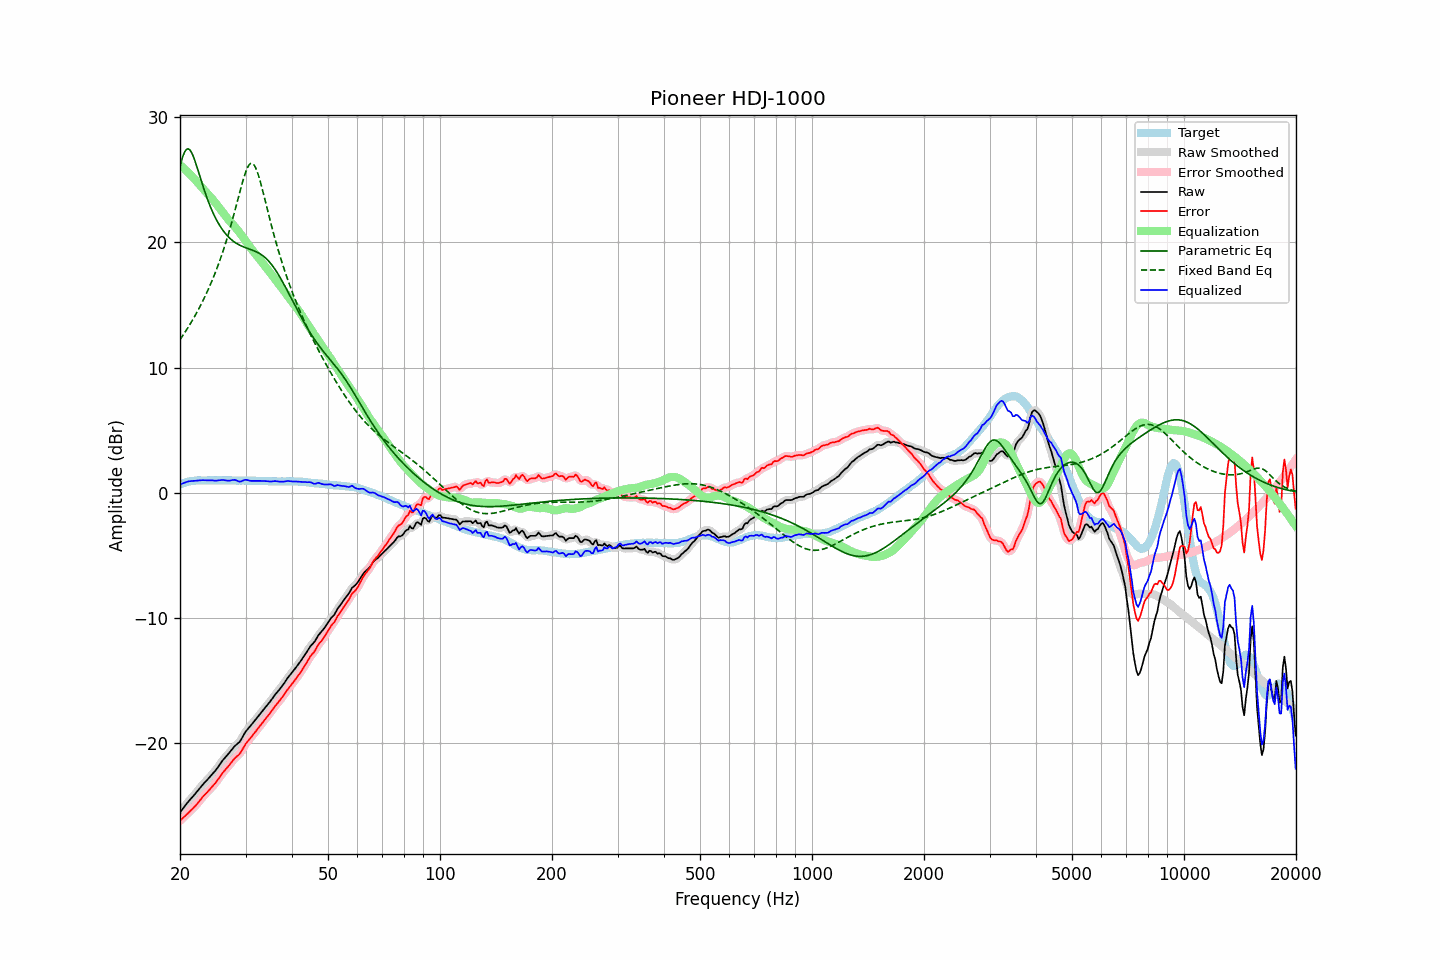 Pioneer HDJ-1000
Amplitude (dBr)
30
20
10
0
−10
−20
Target
Raw Smoothed
Error Smoothed
Raw
Error
Equalization
Parametric Eq
Fixed Band Eq
Equalized
20
50
100
200
500
1000
2000
5000
10000
20000
Frequency (Hz)